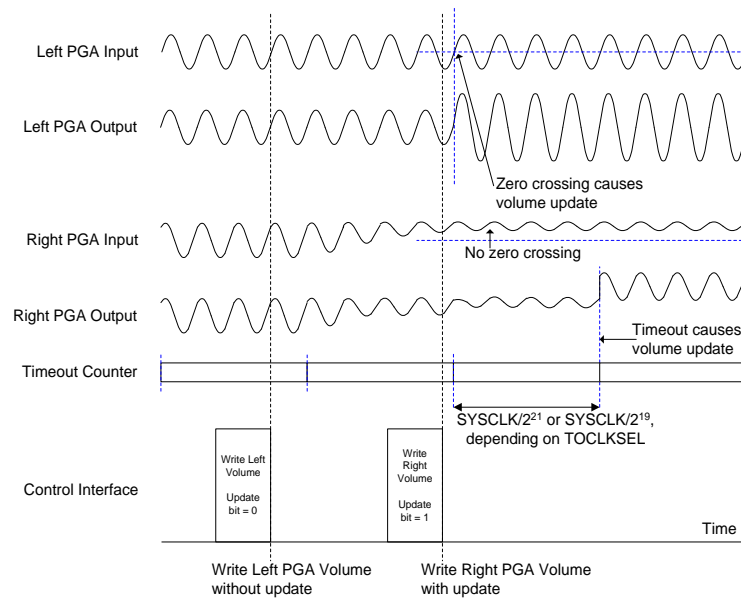 Left PGA Input
Left PGA Output
Zero crossing causes
volume update
Right PGA Input
No zero crossing
Right PGA Output
Timeout causes
volume update
Timeout Counter
SYSCLK/2²¹ or SYSCLK/2¹⁹,
depending on TOCLKSEL
Write Left
Volume
Update
bit = 0
Write
Right
Volume
Update
bit = 1
Control Interface
Time
Write Left PGA Volume
without update
Write Right PGA Volume
with update